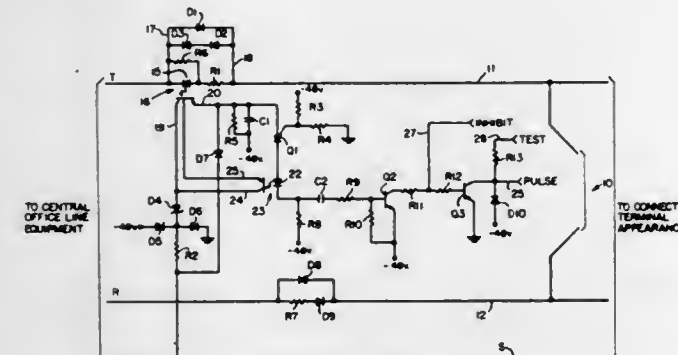 D1
17
D3
D2
R6
15
18
T
R1
11
16
20
-48v
19
R3
27
INHIBIT
28
TEST
R5
C1
R4
-48v
Q1
R13
D7
25
22
Q2
R12
PULSE
24
23
C2
R9
R11
25
10
TO CENTRAL
OFFICE LINE
EQUIPMENT
D4
Q3
D10
TO CONNECT
TERMINAL
APPEARANC
-48v
D5
D6
R8
R10
-48v
R2
-48v
-48v
D8
R
R7
D9
12
S